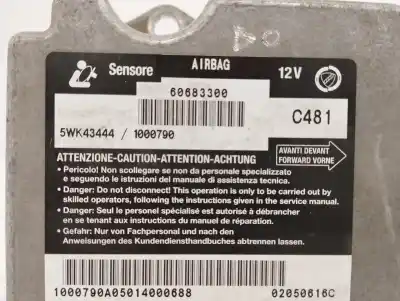 Sensore AIRBAG 12V
60683300
5WK43444 / 1000790
C481
AVANTI DEVANT
FORWARD VORNE
ATTENZIONE-CAUTION-ATTENTION-ACHTUNG
• Pericolo! Non scollegare se non da personale specializzato
e seguendo le istruzioni del manuale di assistenza tecnica.
• Danger: Do not disconnect! This operation is only to be carried out by
skilled operators, following the instructions given in the service manual.
• Danger: Seul le personel spécialisé est autorisé à débrancher
en se tenant aux instructions du manuel de réparation.
• Gefahr: Nur von Fachpersonal und nach den
Anweisungen des Kundendiensthandbuches abtrennen lassen.
1000790A05014000688
02050616C